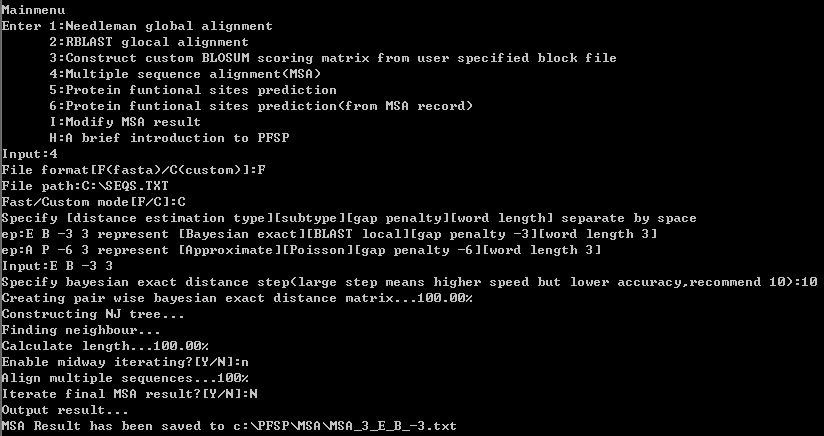 Mainmenu
Enter 1:Needleman global alignment
2:RBLAST glocal alignment
3:Construct custom BLOSUM scoring matrix from user specified block file
4:Multiple sequence alignment(MSA)
5:Protein funtional sites prediction
6:Protein funtional sites prediction(from MSA record)
I:Modify MSA result
H:A brief introduction to PFSP
Input:4
File format[F(fasta)/C(custom)]:F
File path:C:\SEQS.TXT
Fast/Custom mode[F/C]:C
Specify [distance estimation type][subtype][gap penalty][word length] separate by space
ep:E B -3 3 represent [Bayesian exact][BLAST local][gap penalty -3][word length 3]
ep:A P -6 3 represent [Approximate][Poisson][gap penalty -6][word length 3]
Input:E B -3 3
Specify bayesian exact distance step(large step means higher speed but lower accuracy,recommend 10):10
Creating pair wise bayesian exact distance matrix...100.00%
Constructing NJ tree...
Finding neighbour...
Calculate length...100.00%
Enable midway iterating?[Y/N]:n
Align multiple sequences...100%
Iterate final MSA result?[Y/N]:N
Output result...
MSA Result has been saved to c:\PFSP\MSA\MSA_3_E_B_-3.txt